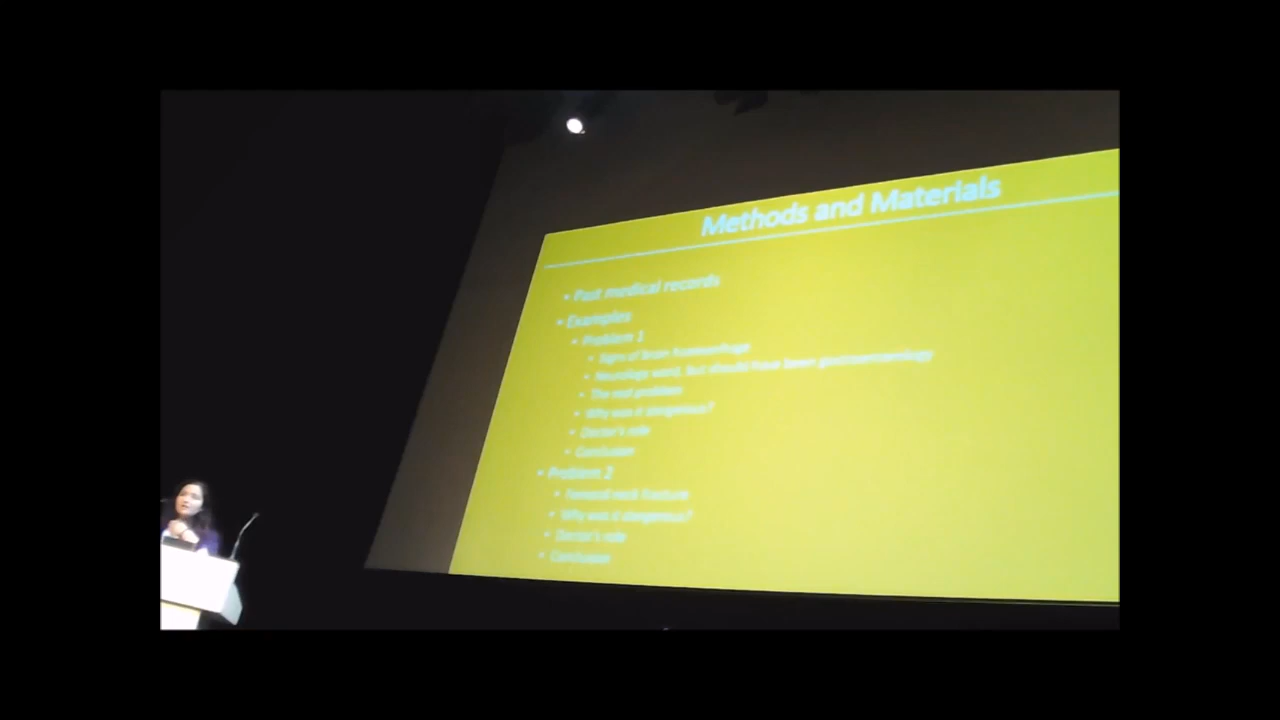 Methods and Materials
• Past medical records
• Examples
• Problem 1
• Signs of brain
• Neurology ward, but should have been gastroenterology
• The real problem
• Why was it dangerous?
• Doctor's role
• Conclusion
• Problem 2
• Femoral neck fracture
• Why was it dangerous?
• Doctor's role
• Conclusion